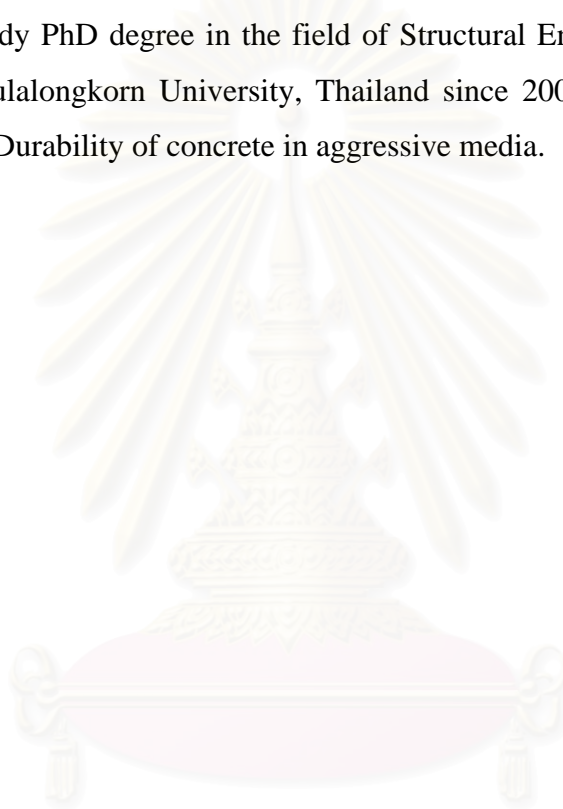 dy PhD degree in the field of Structural En
ulalongkorn University, Thailand since 200
Durability of concrete in aggressive media.